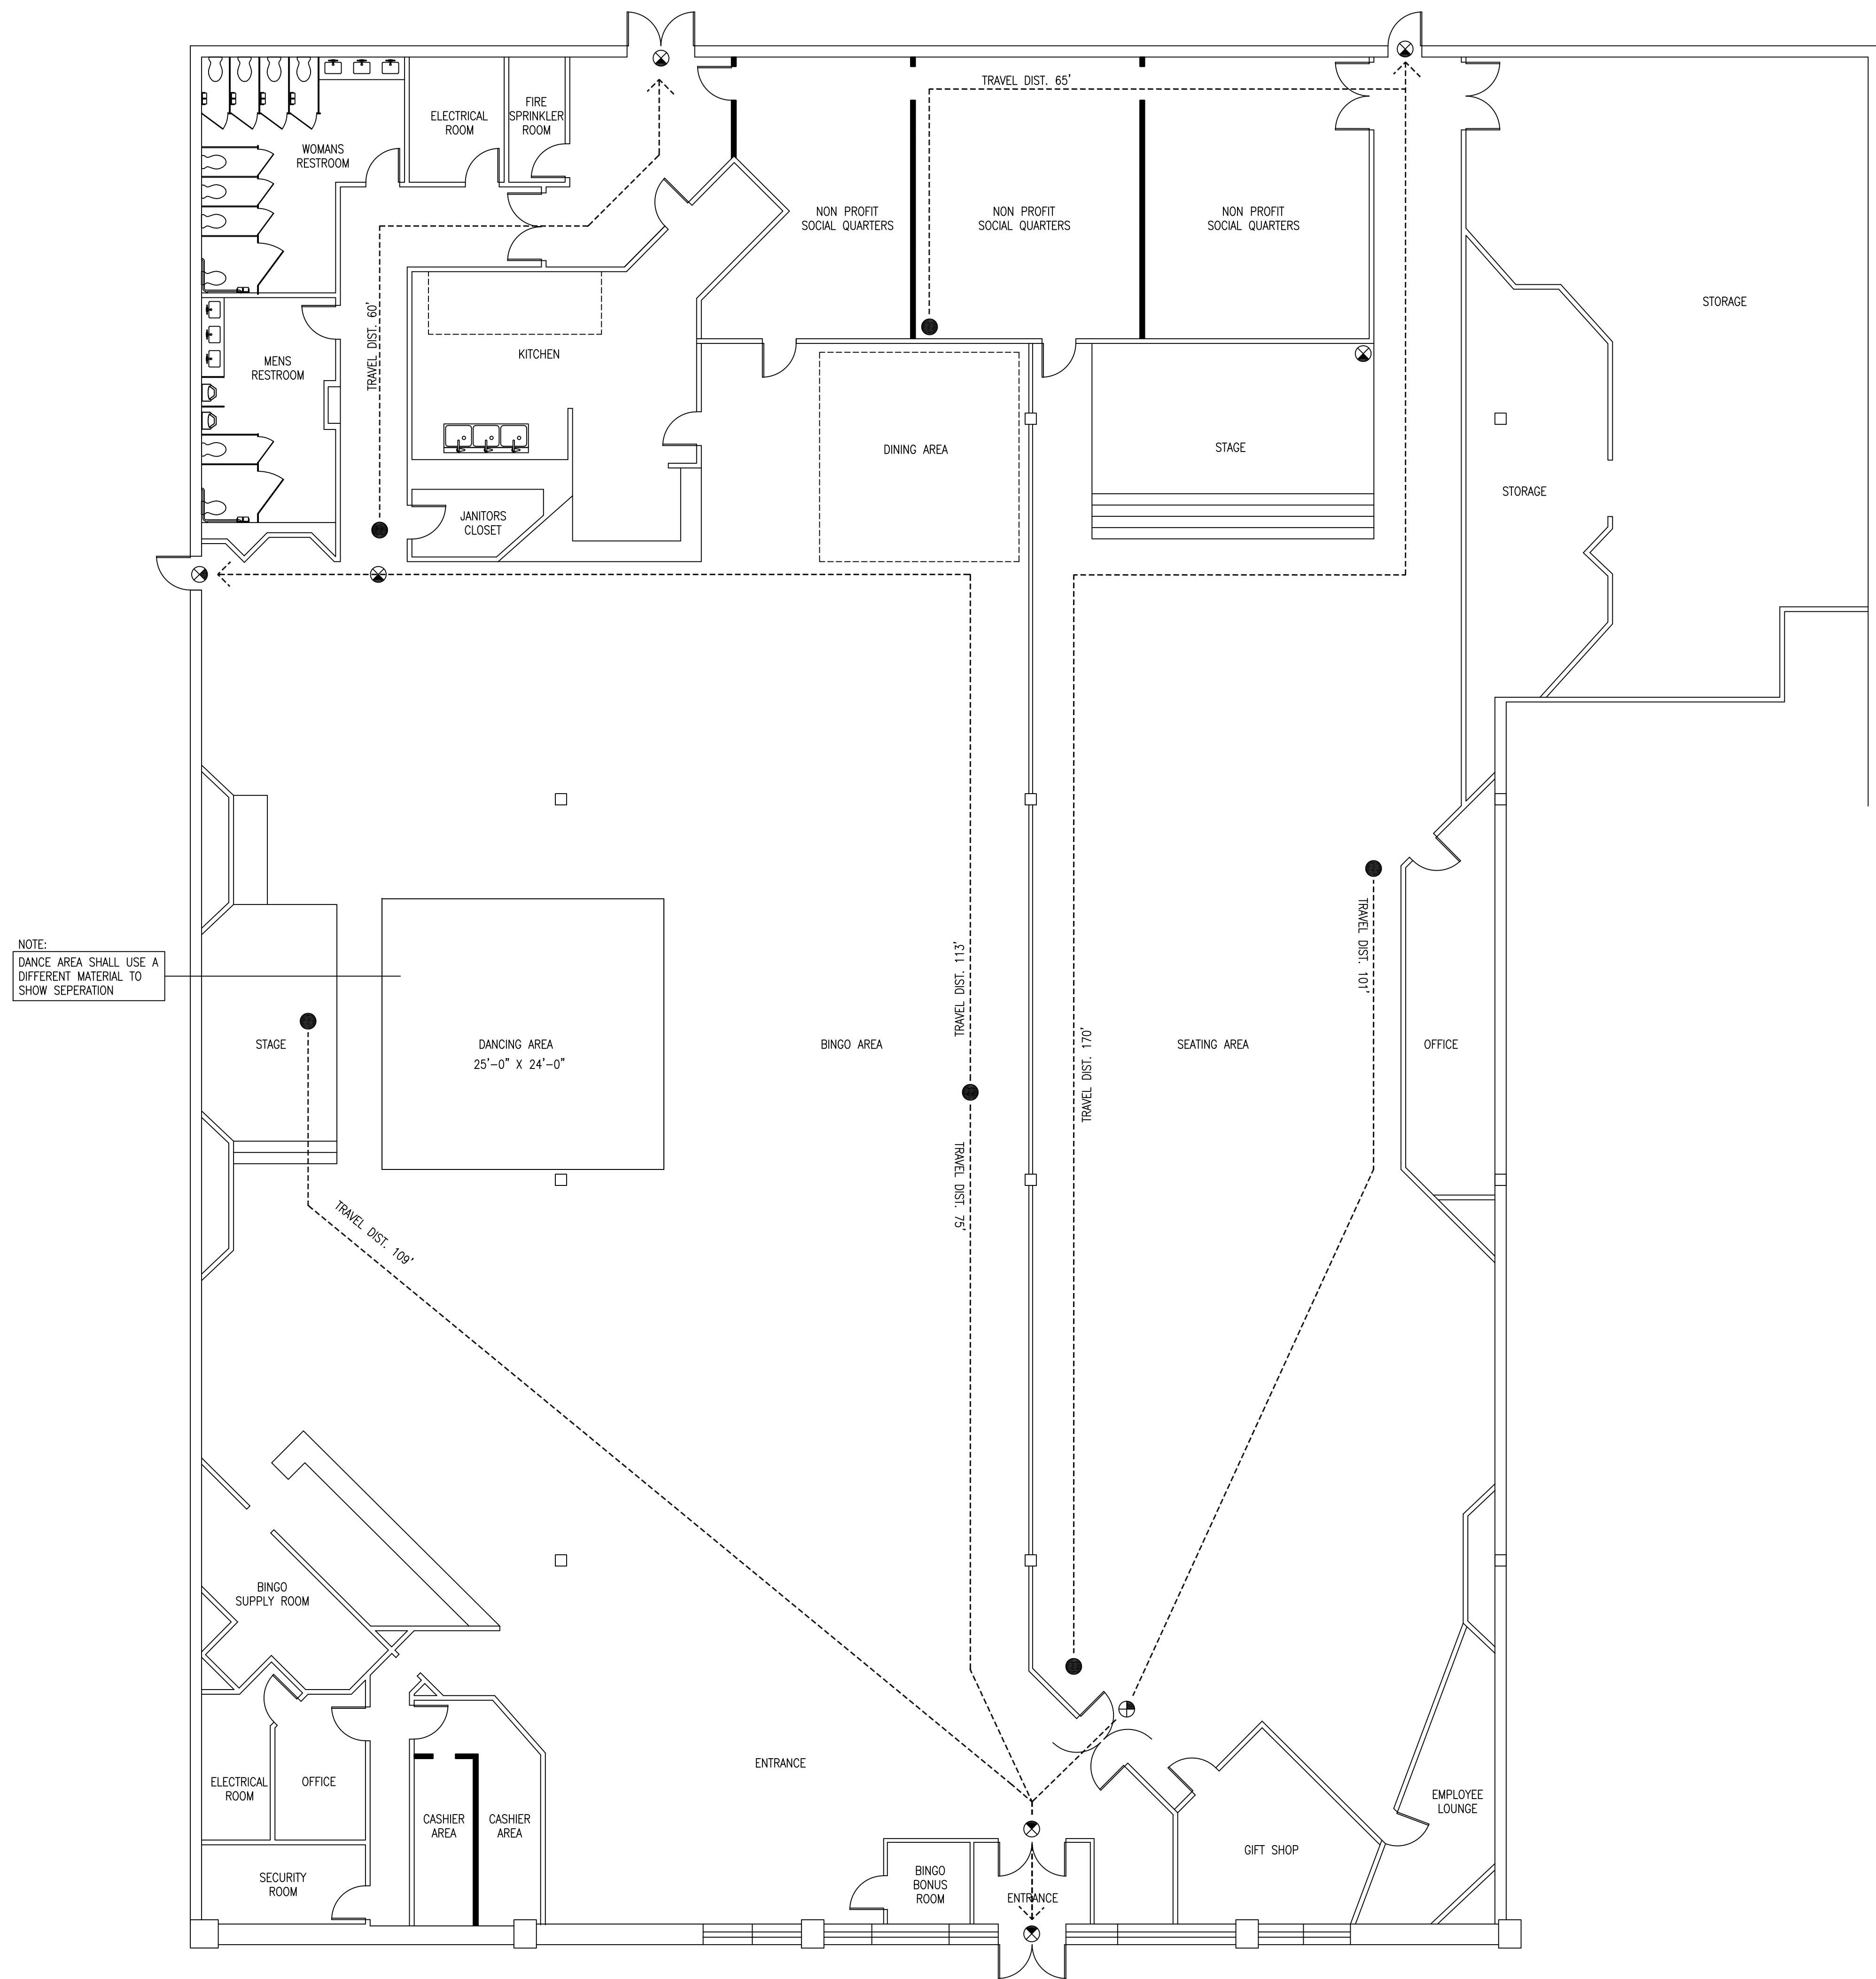 TRAVEL DIST. 65'
ELECTRICAL
ROOM
FIRE
SPRINKLER
ROOM
WOMANS
RESTROOM
NON PROFIT
SOCIAL QUARTERS
NON PROFIT
SOCIAL QUARTERS
NON PROFIT
SOCIAL QUARTERS
STORAGE
TRAVEL DIST. 60'
KITCHEN
MENS
RESTROOM
DINING AREA
STAGE
STORAGE
JANITORS
CLOSET
NOTE:
DANCE AREA SHALL USE A
DIFFERENT MATERIAL TO
SHOW SEPERATION
TRAVEL DIST. 113'
TRAVEL DIST. 101'
STAGE
DANCING AREA
25'-0" X 24'-0"
BINGO AREA
TRAVEL DIST. 170'
SEATING AREA
OFFICE
TRAVEL DIST. 75'
TRAVEL DIST. 109'
BINGO
SUPPLY ROOM
ENTRANCE
ELECTRICAL
ROOM
OFFICE
CASHIER
AREA
CASHIER
AREA
EMPLOYEE
LOUNGE
GIFT SHOP
SECURITY
ROOM
BINGO
BONUS
ROOM
ENTRANCE